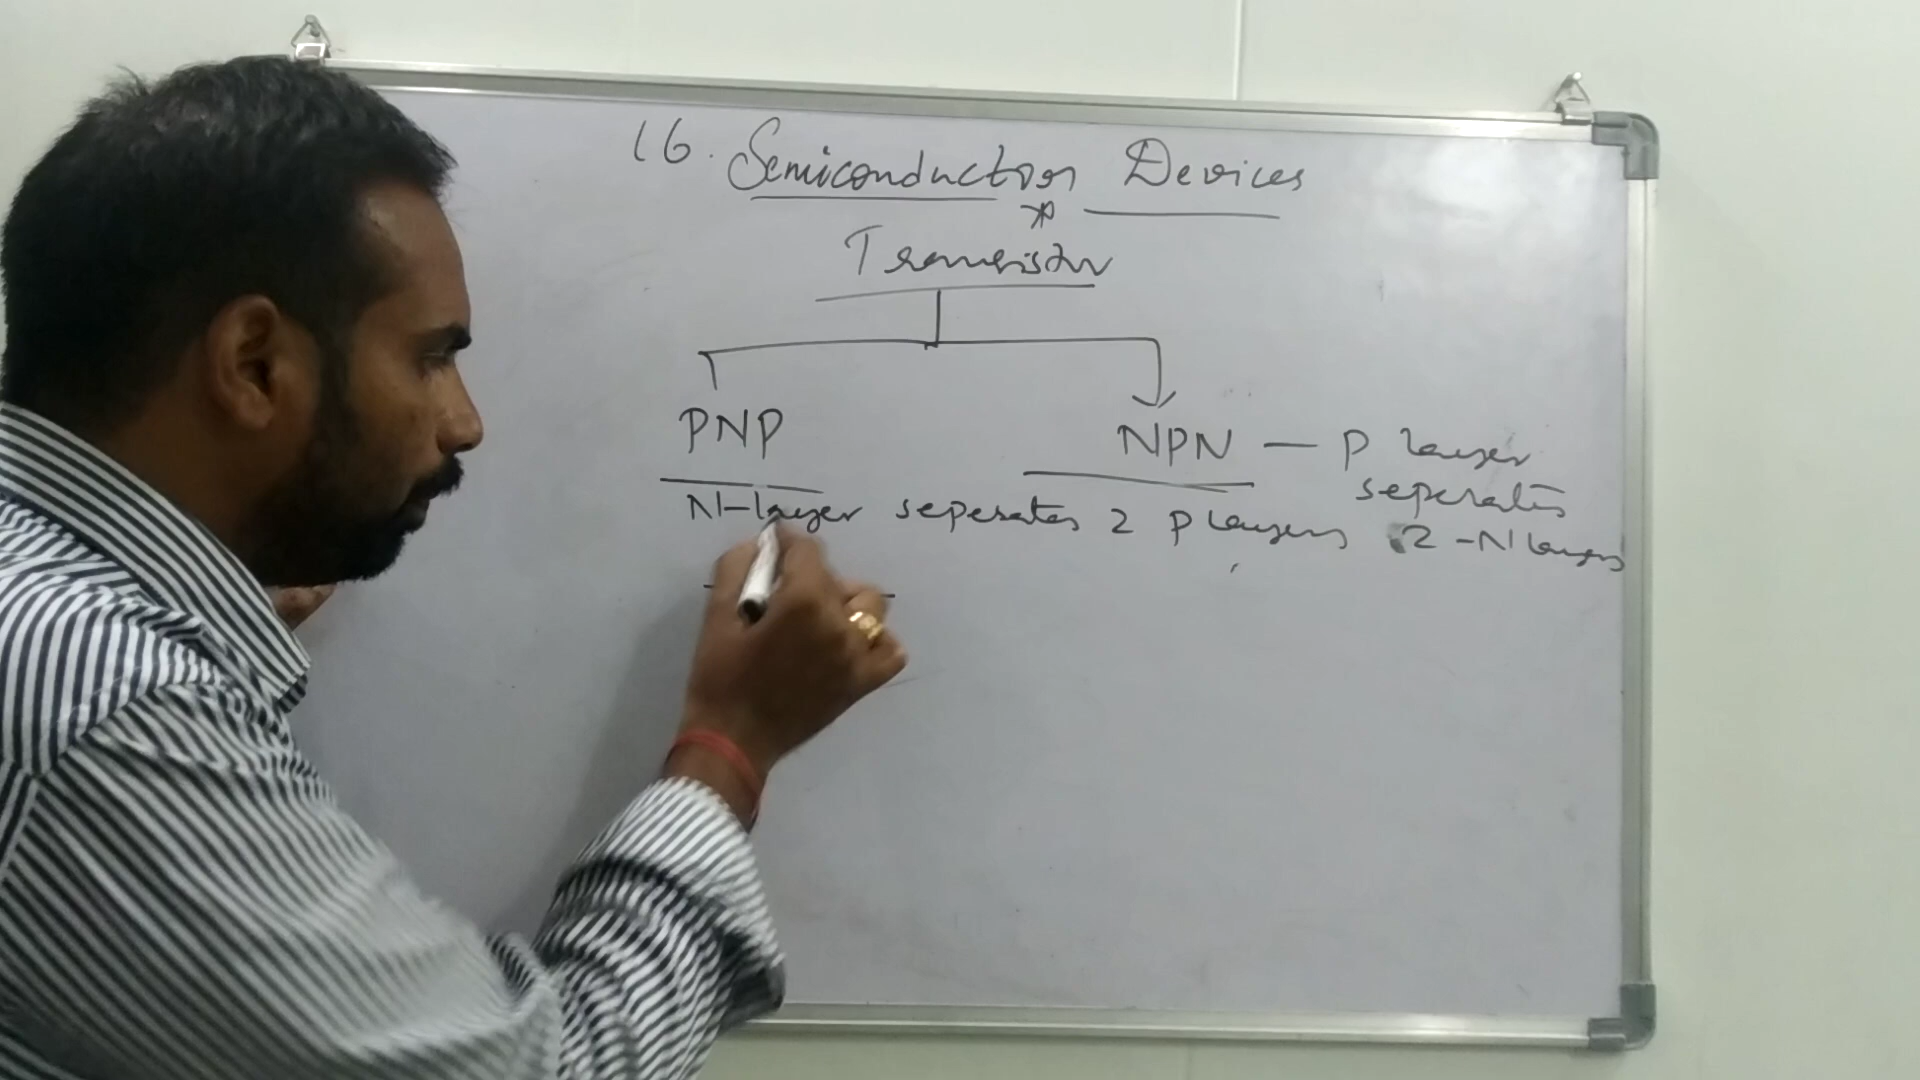 16. Semiconductor Devices
Transistor
PNP
NPN — P layer
seperates
2 - N layers
N-layer seperates 2 P layers